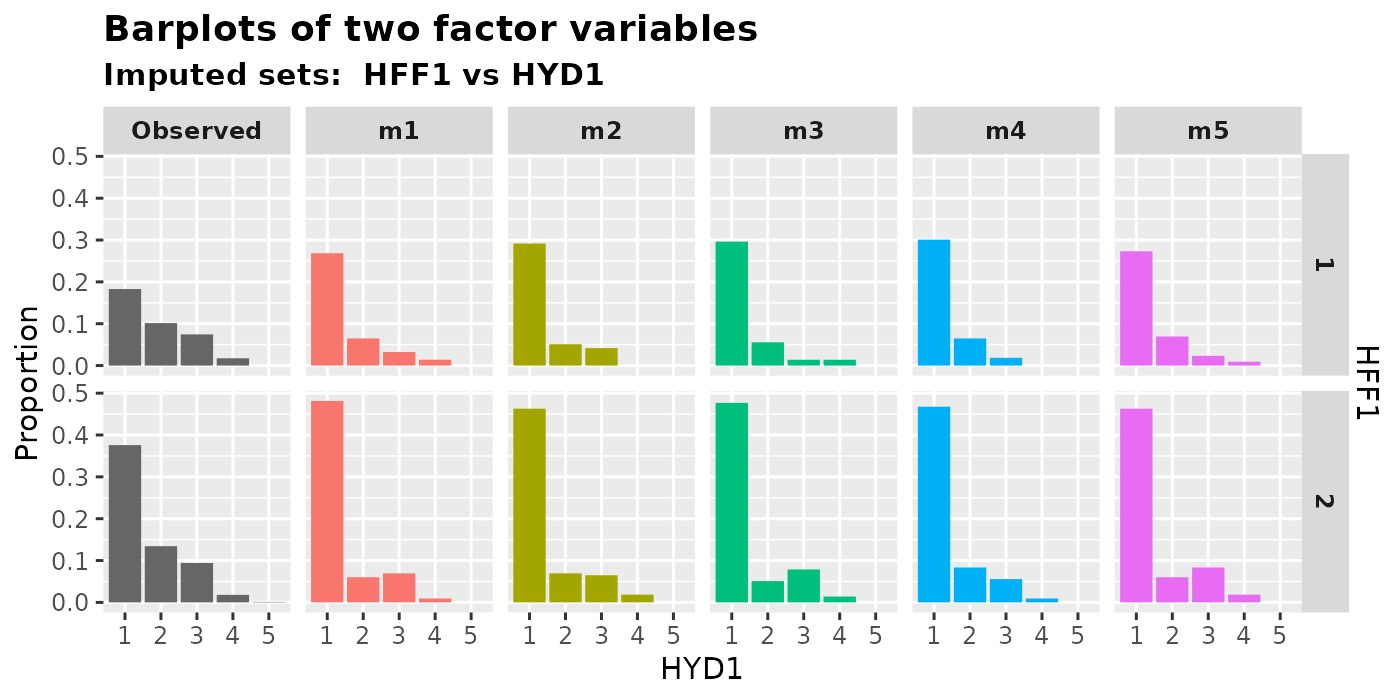 Barplots of two factor variables
Imputed sets:  HFF1 vs HYD1
Observed m1 m2 m3 m4 m5
0.5
0.4
0.3
0.2
0.1
0.0
1
0.5
0.4
0.3
0.2
0.1
0.0
2
Proportion
HFF1
1 2 3 4 5 1 2 3 4 5 1 2 3 4 5 1 2 3 4 5 1 2 3 4 5 1 2 3 4 5
HYD1